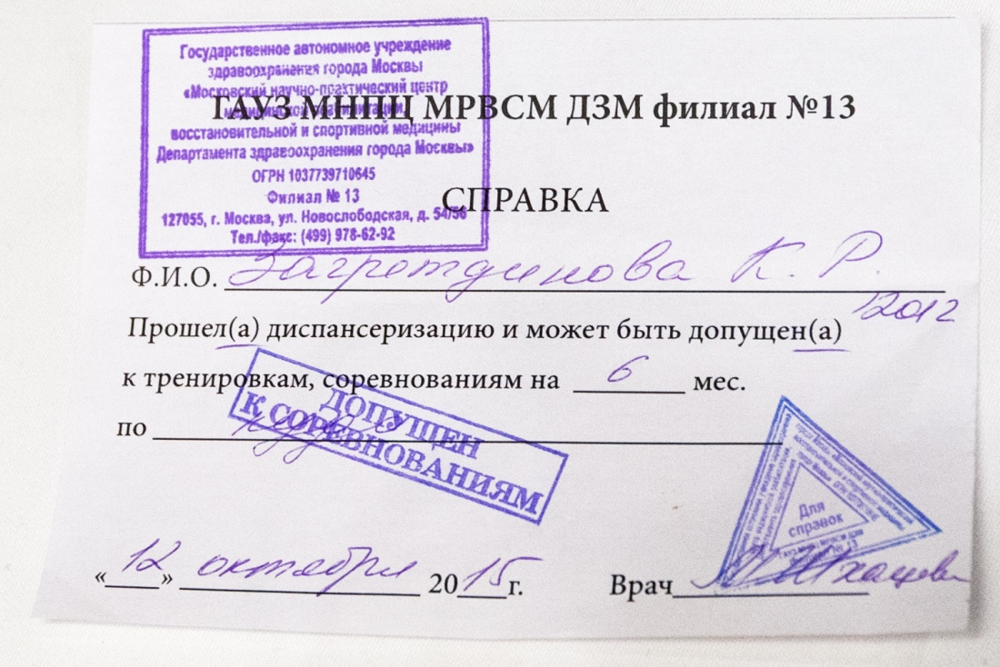 Государственное автономное учреждение
здравоохранения города Москвы
«Московский научно-практический центр
медицинской реабилитации,
восстановительной и спортивной медицины
Департамента здравоохранения города Москвы»
ОГРН 1037739710645
Филиал № 13
127055, г. Москва, ул. Новослободская, д. 54/56
Тел./факс: (499) 978-62-92
ГАУЗ МНПЦ МРВСМ ДЗМ филиал №13
СПРАВКА
Ф.И.О. Загретдинова К. Р.
2012
Прошел(а) диспансеризацию и может быть допущен(а)
к тренировкам, соревнованиям на 6 мес.
по
ДОПУЩЕН
К СОРЕВНОВАНИЯМ
Для
справок
«12» октября 2015г.
Врач